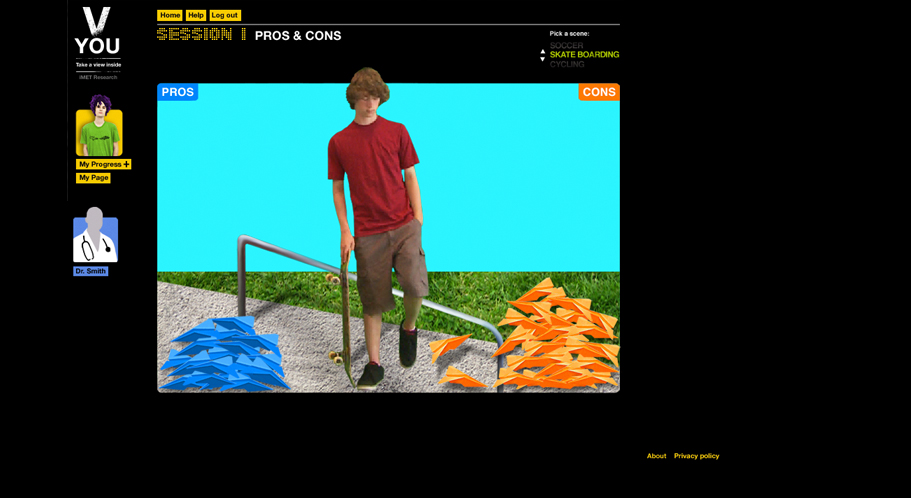 V
YOU
Take a view inside
iMET Research
Home
Help
Log out
SESSION 1 PROS & CONS
Pick a scene:
SOCCER
SKATE BOARDING
CYCLING
PROS
CONS
My Progress +
My Page
Dr. Smith
About
Privacy policy